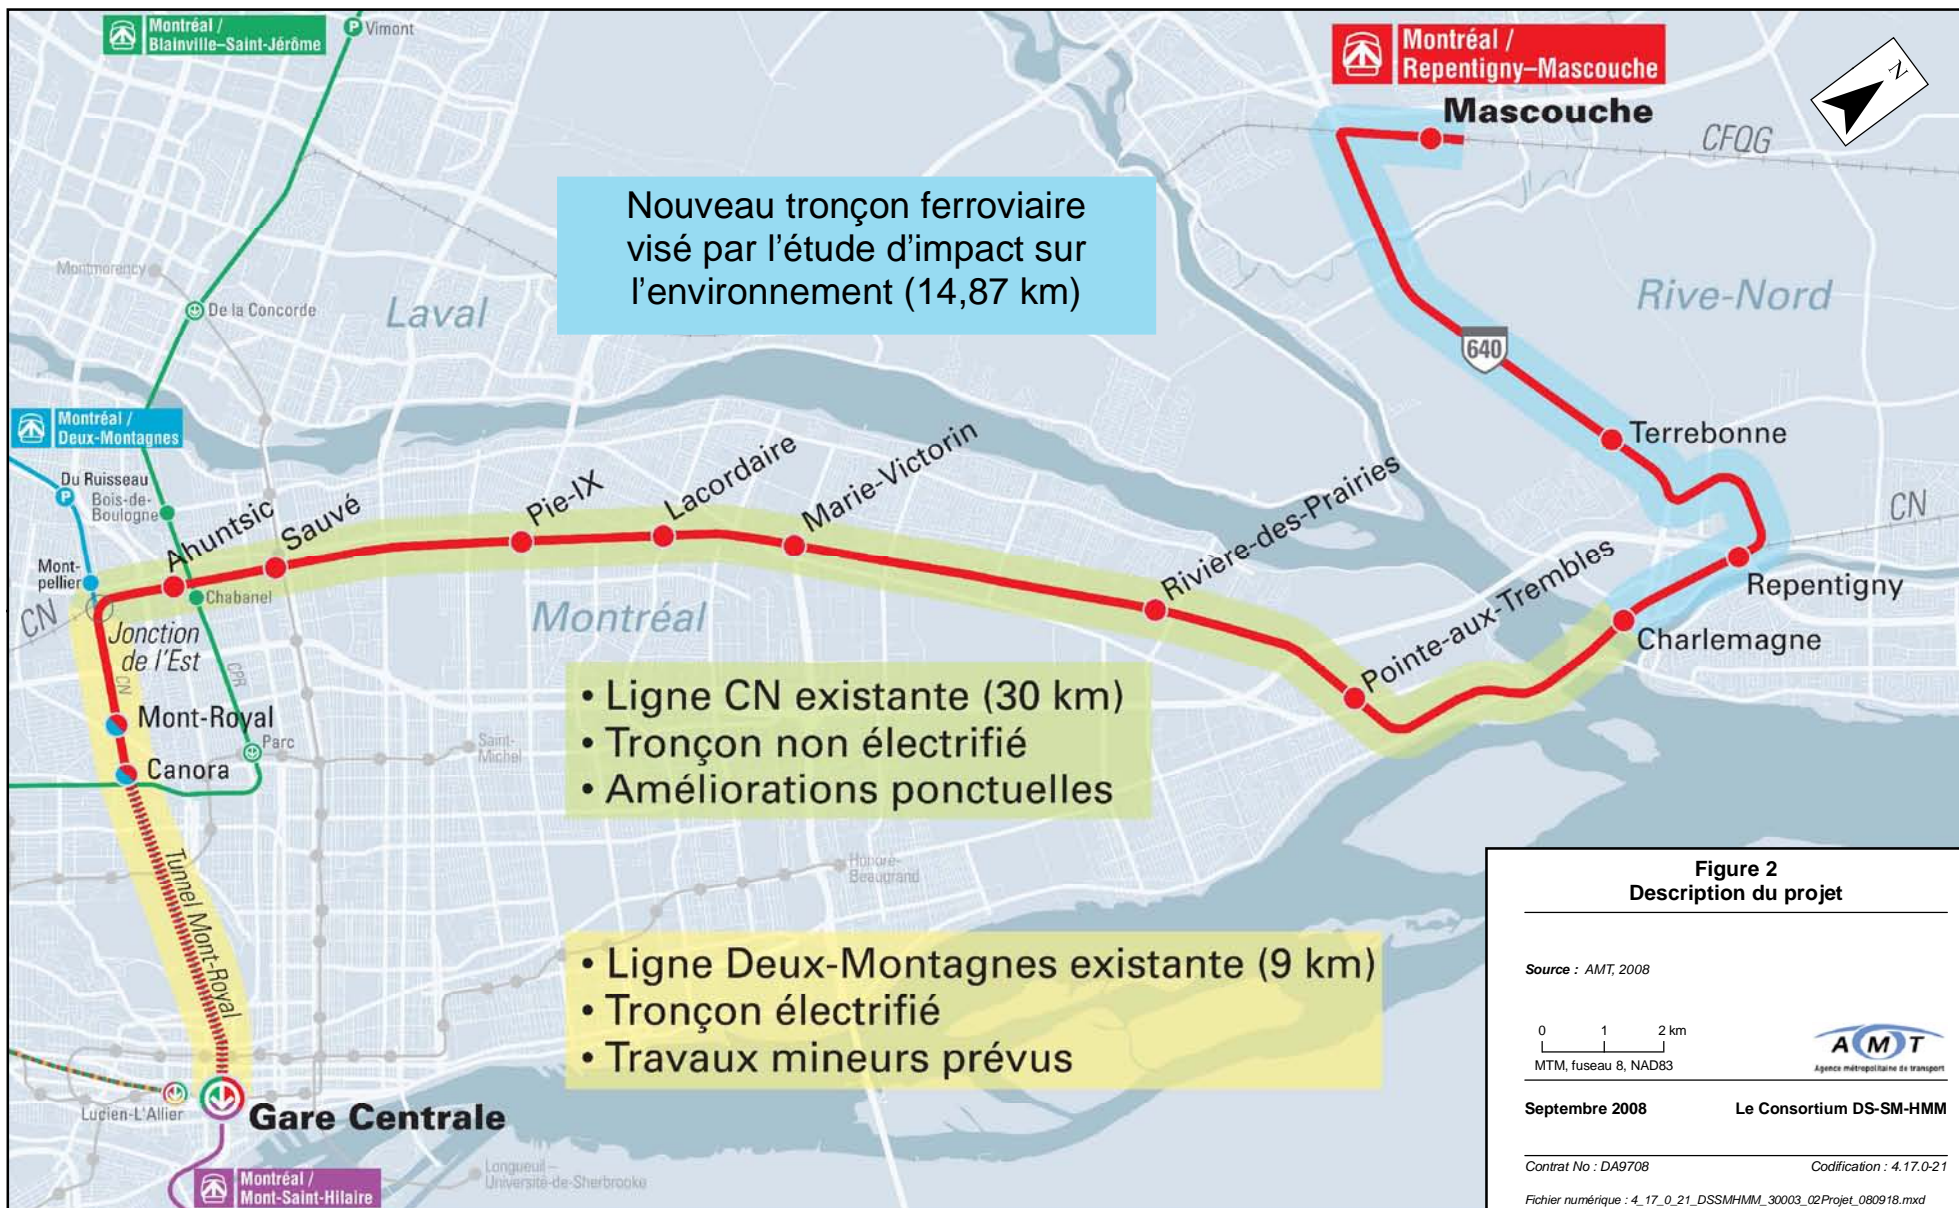 Montréal /
Blainville–Saint-Jérôme
P
Vimont
Montréal /
Repentigny–Mascouche
Mascouche
N
CFQG
Nouveau tronçon ferroviaire
visé par l'étude d'impact sur
l'environnement (14,87 km)
Montmorency
De la Concorde
Laval
Rive-Nord
640
Montréal /
Deux-Montagnes
Terrebonne
Du Ruisseau
P
Bois-de-
Boulogne
Ahuntsic
Sauvé
Pie-IX
Lacordaire
Marie-Victorin
Rivière-des-Prairies
Pointe-aux-Trembles
CN
Repentigny
Charlemagne
Mont-
pellier
Chabanel
CN
Jonction
de l'Est
Montréal
CN
CPR
Mont-Royal
Parc
Saint-
Michel
Canora
• Ligne CN existante (30 km)
• Tronçon non électrifié
• Améliorations ponctuelles
Tunnel Mont-Royal
Honoré-
Beaugrand
• Ligne Deux-Montagnes existante (9 km)
• Tronçon électrifié
• Travaux mineurs prévus
Lucien-L'Allier
Gare Centrale
Longueuil–
Université-de-Sherbrooke
Montréal /
Mont-Saint-Hilaire
Figure 2
Description du projet
Source : AMT, 2008
0 1 2 km
MTM, fuseau 8, NAD83
AMT
Agence métropolitaine de transport
Septembre 2008 Le Consortium DS-SM-HMM
Contrat No : DA9708 Codification : 4.17.0-21
Fichier numérique : 4_17_0_21_DSSMHMM_30003_02Projet_080918.mxd